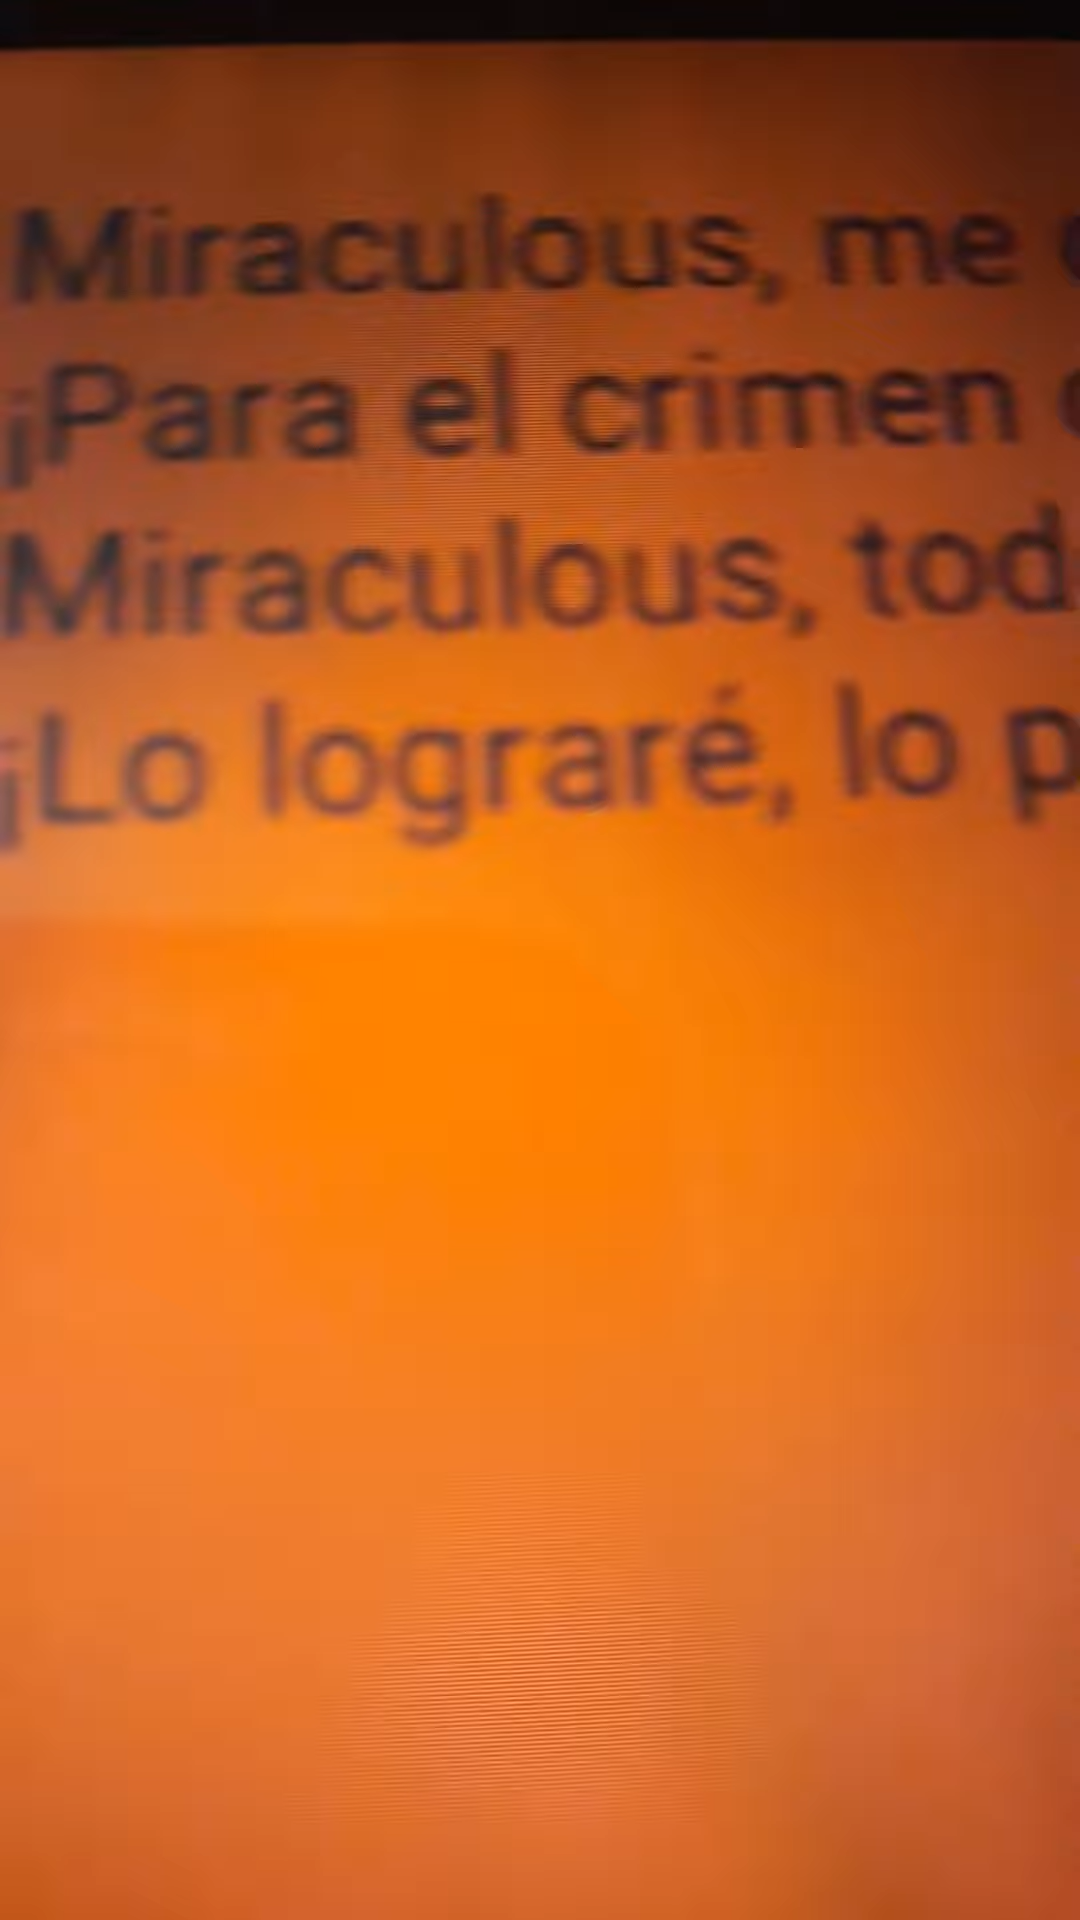 Miraculous, me
¡Para el crimen
Miraculous, tod
¡Lo lograré, lo p